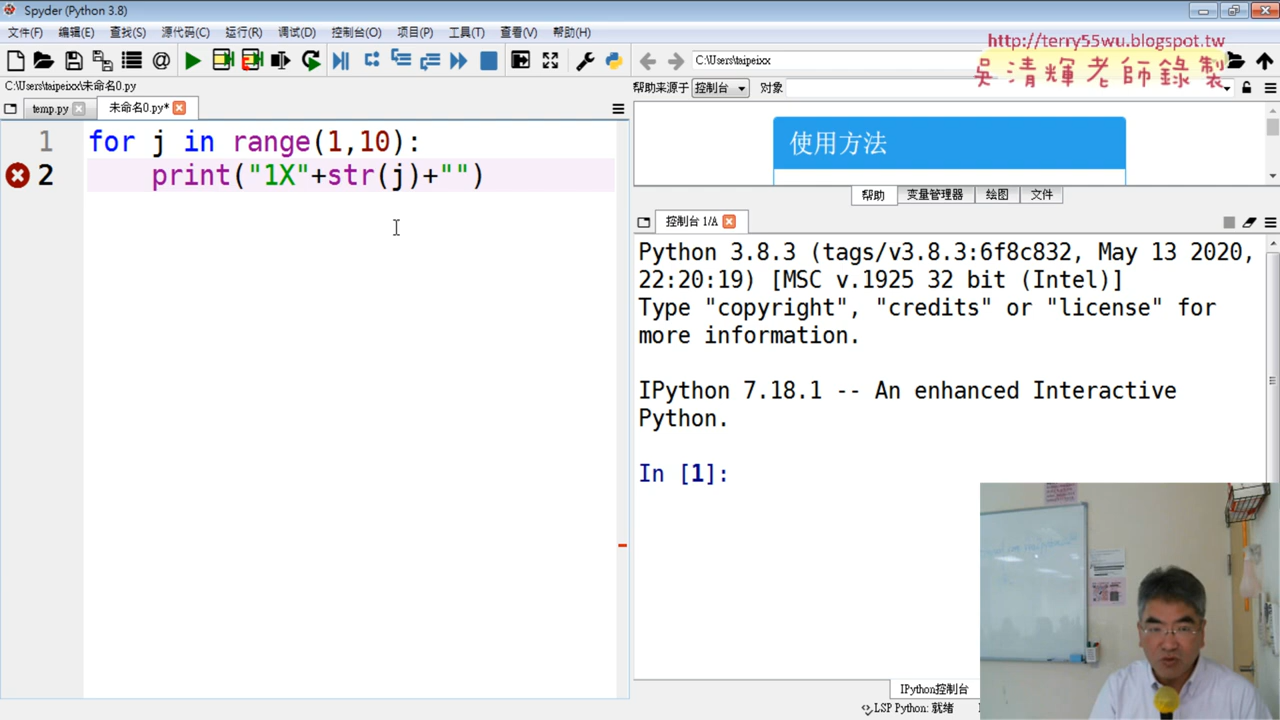 Spyder (Python 3.8)
文件(F) 编辑(E) 查找(S) 源代码(C) 运行(R) 调试(D) 控制台(O) 项目(P) 工具(T) 查看(V) 帮助(H)
http://terry55wu.blogspot.tw
吳清輝老師錄製
C:\Users\taipeixx
C:\Users\taipeixx\未命名0.py
temp.py
未命名0.py*
帮助来源于 控制台 对象
1 for j in range(1,10):
2 print("1X"+str(j)+"")
使用方法
帮助 变量管理器 绘图 文件
控制台 1/A
Python 3.8.3 (tags/v3.8.3:6f8c832, May 13 2020,
22:20:19) [MSC v.1925 32 bit (Intel)]
Type "copyright", "credits" or "license" for
more information.
IPython 7.18.1 -- An enhanced Interactive
Python.
In [1]:
IPython控制台
LSP Python: 就绪